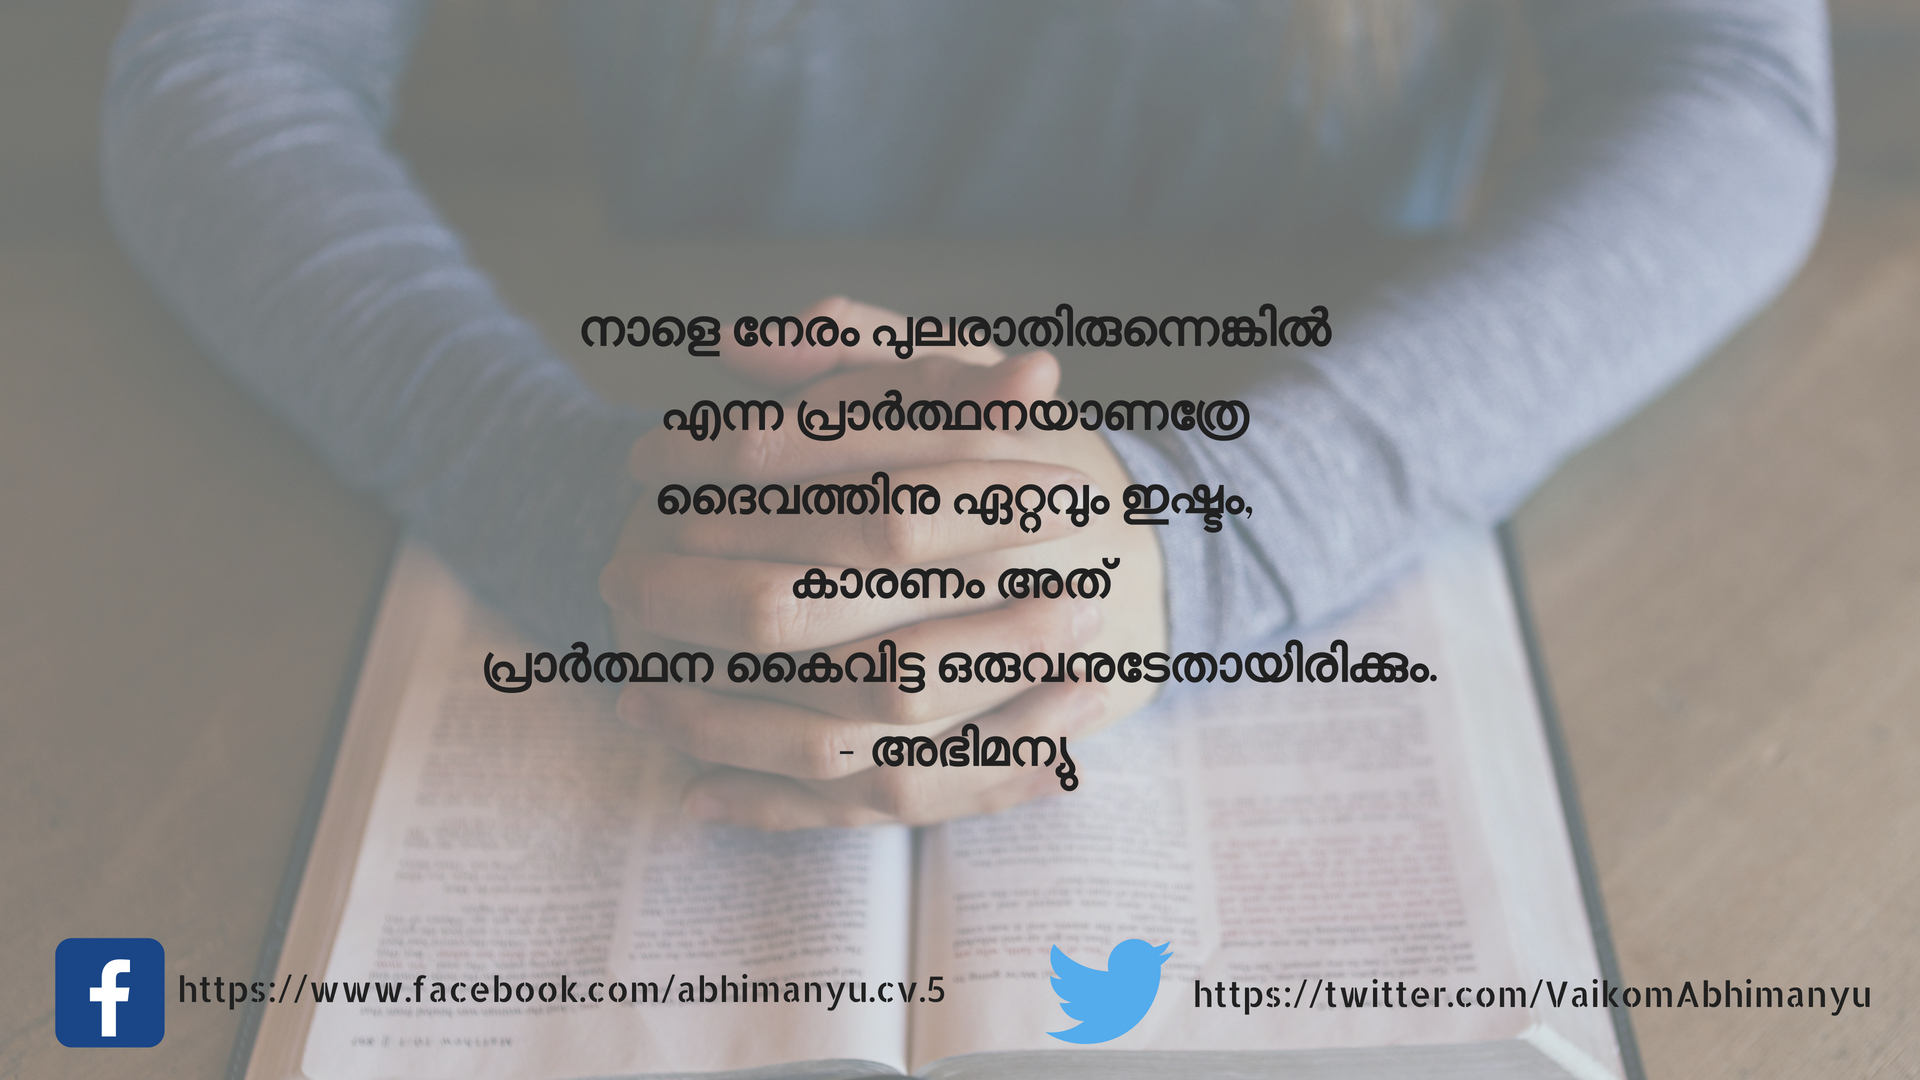 നാളെ നേരം പുലരാതിരുന്നെങ്കിൽ
എന്ന പ്രാർത്ഥനയാണത്രേ
ദൈവത്തിനു ഏറ്റവും ഇഷ്ടം,
കാരണം അത്
പ്രാർത്ഥന കൈവിട്ട ഒരുവനുടേതായിരിക്കും.
- അഭിമന്യു
https://www.facebook.com/abhimanyu.cv.5
https://twitter.com/VaikomAbhimanyu